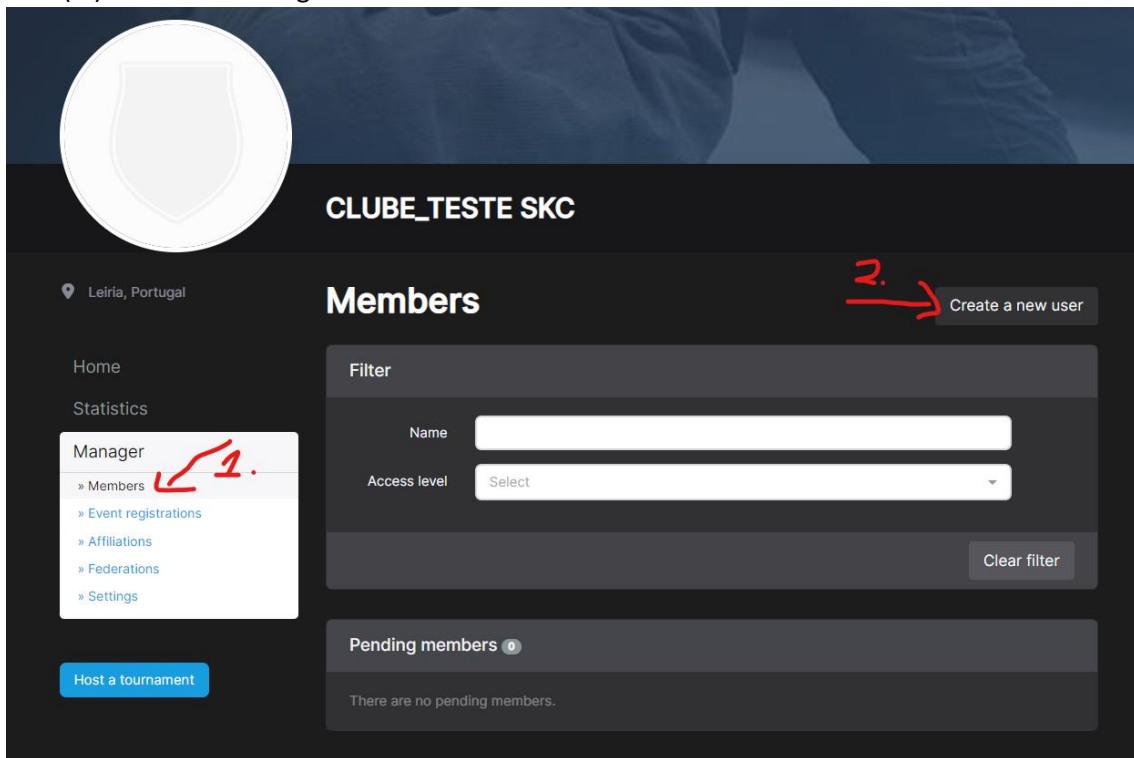 CLUBE_TESTE SKC
Leiria, Portugal
Members
2.
Create a new user
Home
Statistics
Manager
1.
» Members
» Event registrations
» Affiliations
» Federations
» Settings
Host a tournament
Filter
Name
Access level
Select
Clear filter
Pending members 0
There are no pending members.